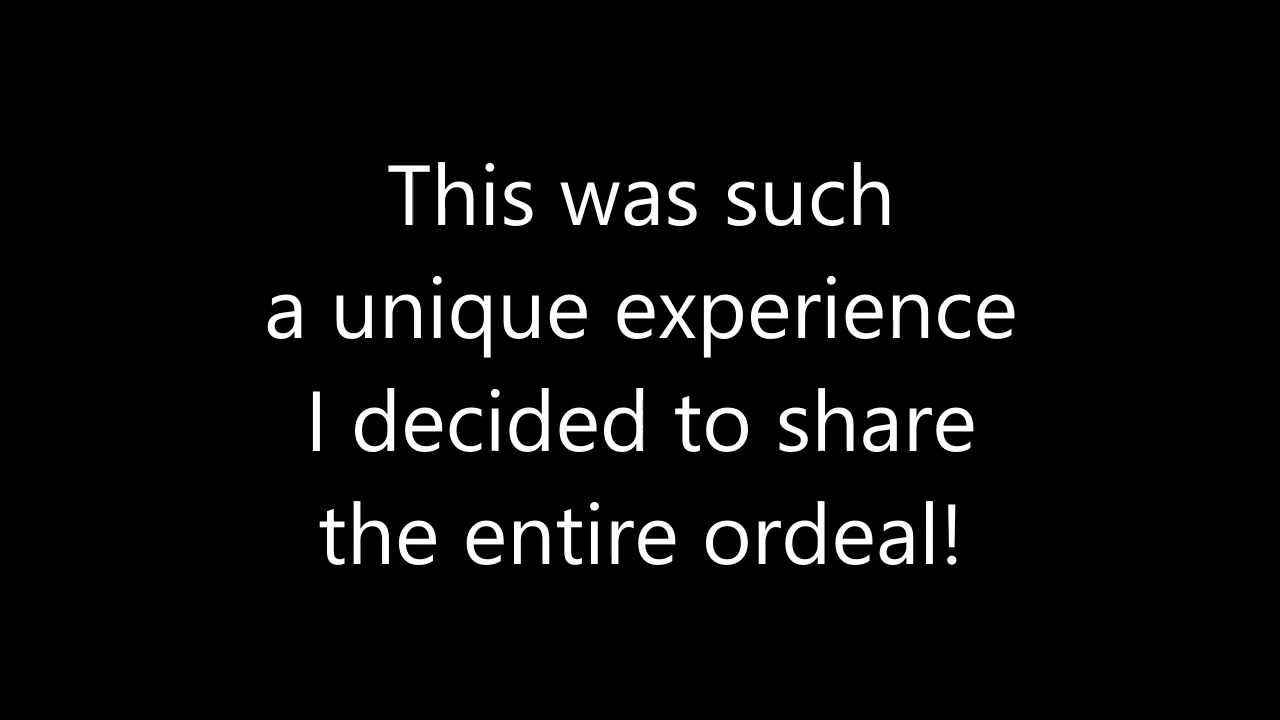 This was such
a unique experience
I decided to share
the entire ordeal!